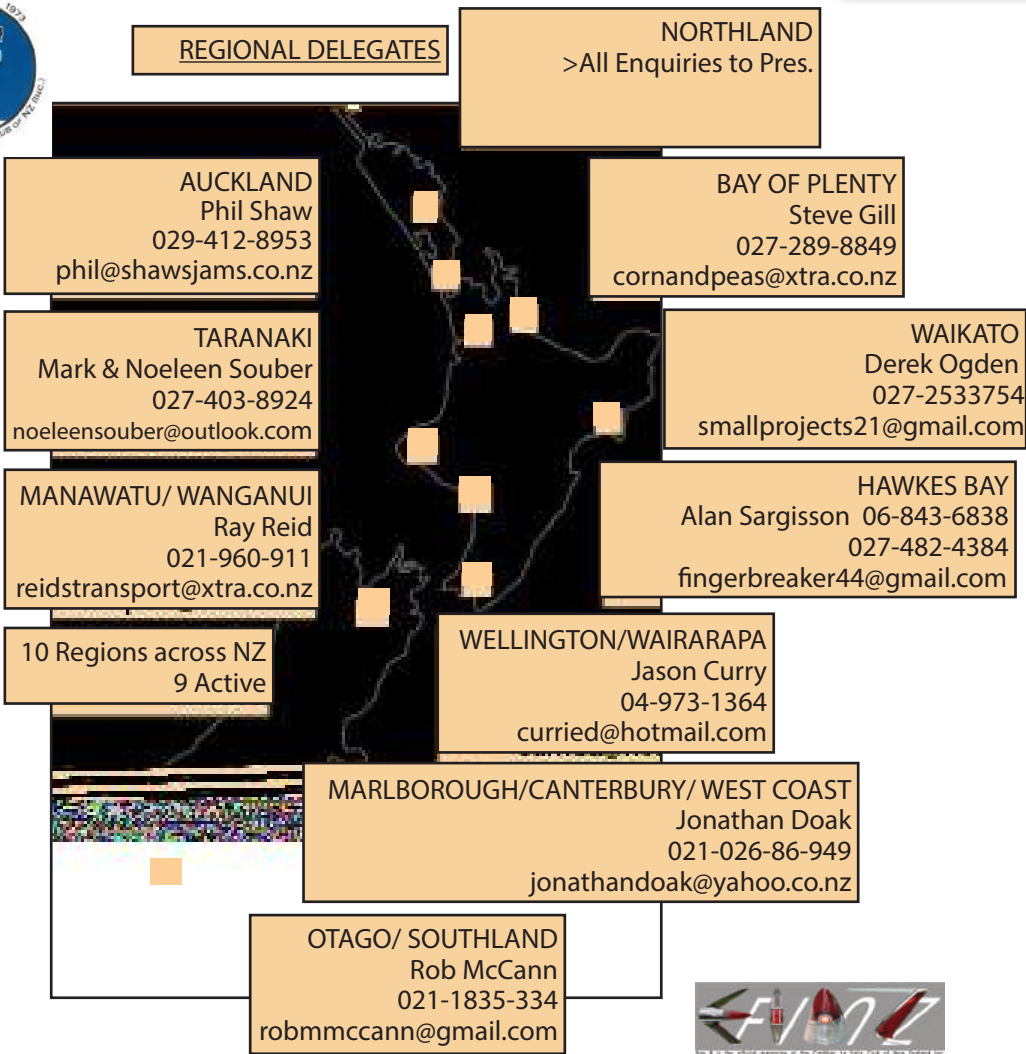 1973
UB OF NZ (INC.)
REGIONAL DELEGATES
NORTHLAND
>All Enquiries to Pres.
AUCKLAND
Phil Shaw
029-412-8953
phil@shawsjams.co.nz
BAY OF PLENTY
Steve Gill
027-289-8849
cornandpeas@xtra.co.nz
TARANAKI
Mark & Noeleen Souber
027-403-8924
noeleensouber@outlook.com
WAIKATO
Derek Ogden
027-2533754
smallprojects21@gmail.com
MANAWATU/ WANGANUI
Ray Reid
021-960-911
reidstransport@xtra.co.nz
HAWKES BAY
Alan Sargisson 06-843-6838
027-482-4384
fingerbreaker44@gmail.com
10 Regions across NZ
9 Active
WELLINGTON/WAIRARAPA
Jason Curry
04-973-1364
curried@hotmail.com
MARLBOROUGH/CANTERBURY/ WEST COAST
Jonathan Doak
021-026-86-949
jonathandoak@yahoo.co.nz
OTAGO/ SOUTHLAND
Rob McCann
021-1835-334
robmmccann@gmail.com